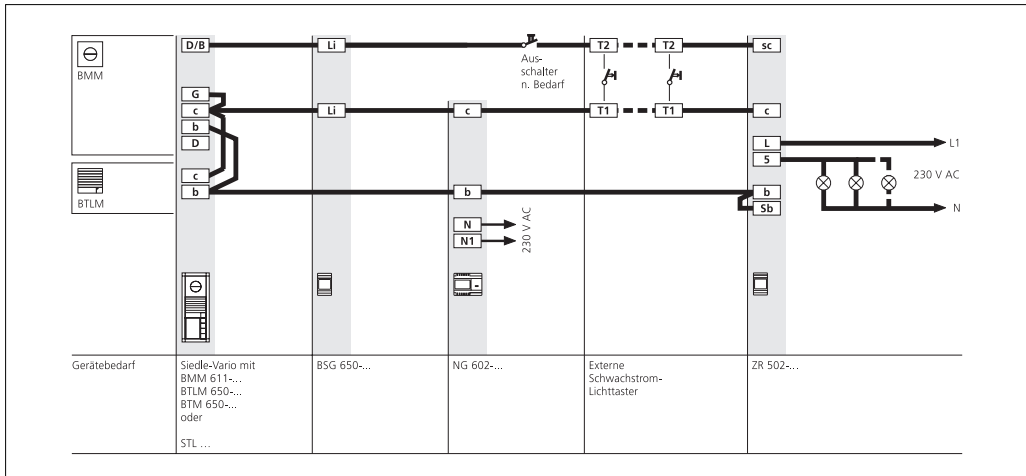 BMM
BTLM
D/B
G
c
b
D
c
b
Li
Li
c
b
N
N1
230 V AC
Aus-
schalter
n. Bedarf
T2
T2
T1
T1
sc
c
L
5
b
Sb
L1
230 V AC
N
Gerätebedarf
Siedle-Vario mit
BMM 611-...
BTLM 650-...
BTM 650-...
oder
STL ...
BSG 650-...
NG 602-...
Externe
Schwachstrom-
Lichttaster
ZR 502-...